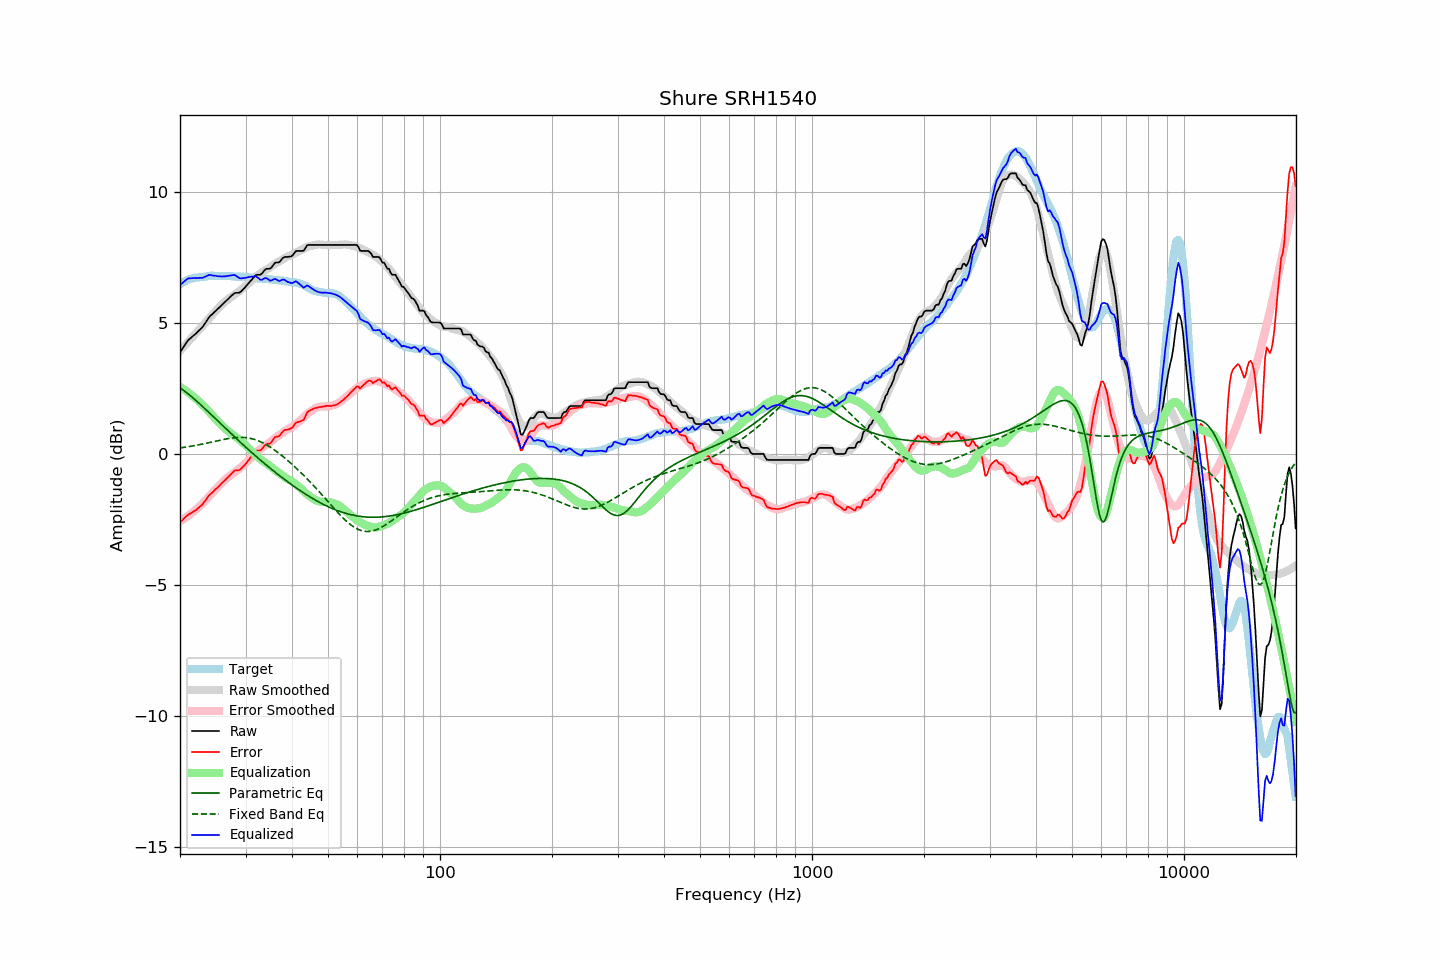 Shure SRH1540
Amplitude (dBr)
10
5
0
−5
−10
−15
Target
Raw Smoothed
Error Smoothed
Raw
Error
Equalization
Parametric Eq
Fixed Band Eq
Equalized
100
1000
10000
Frequency (Hz)